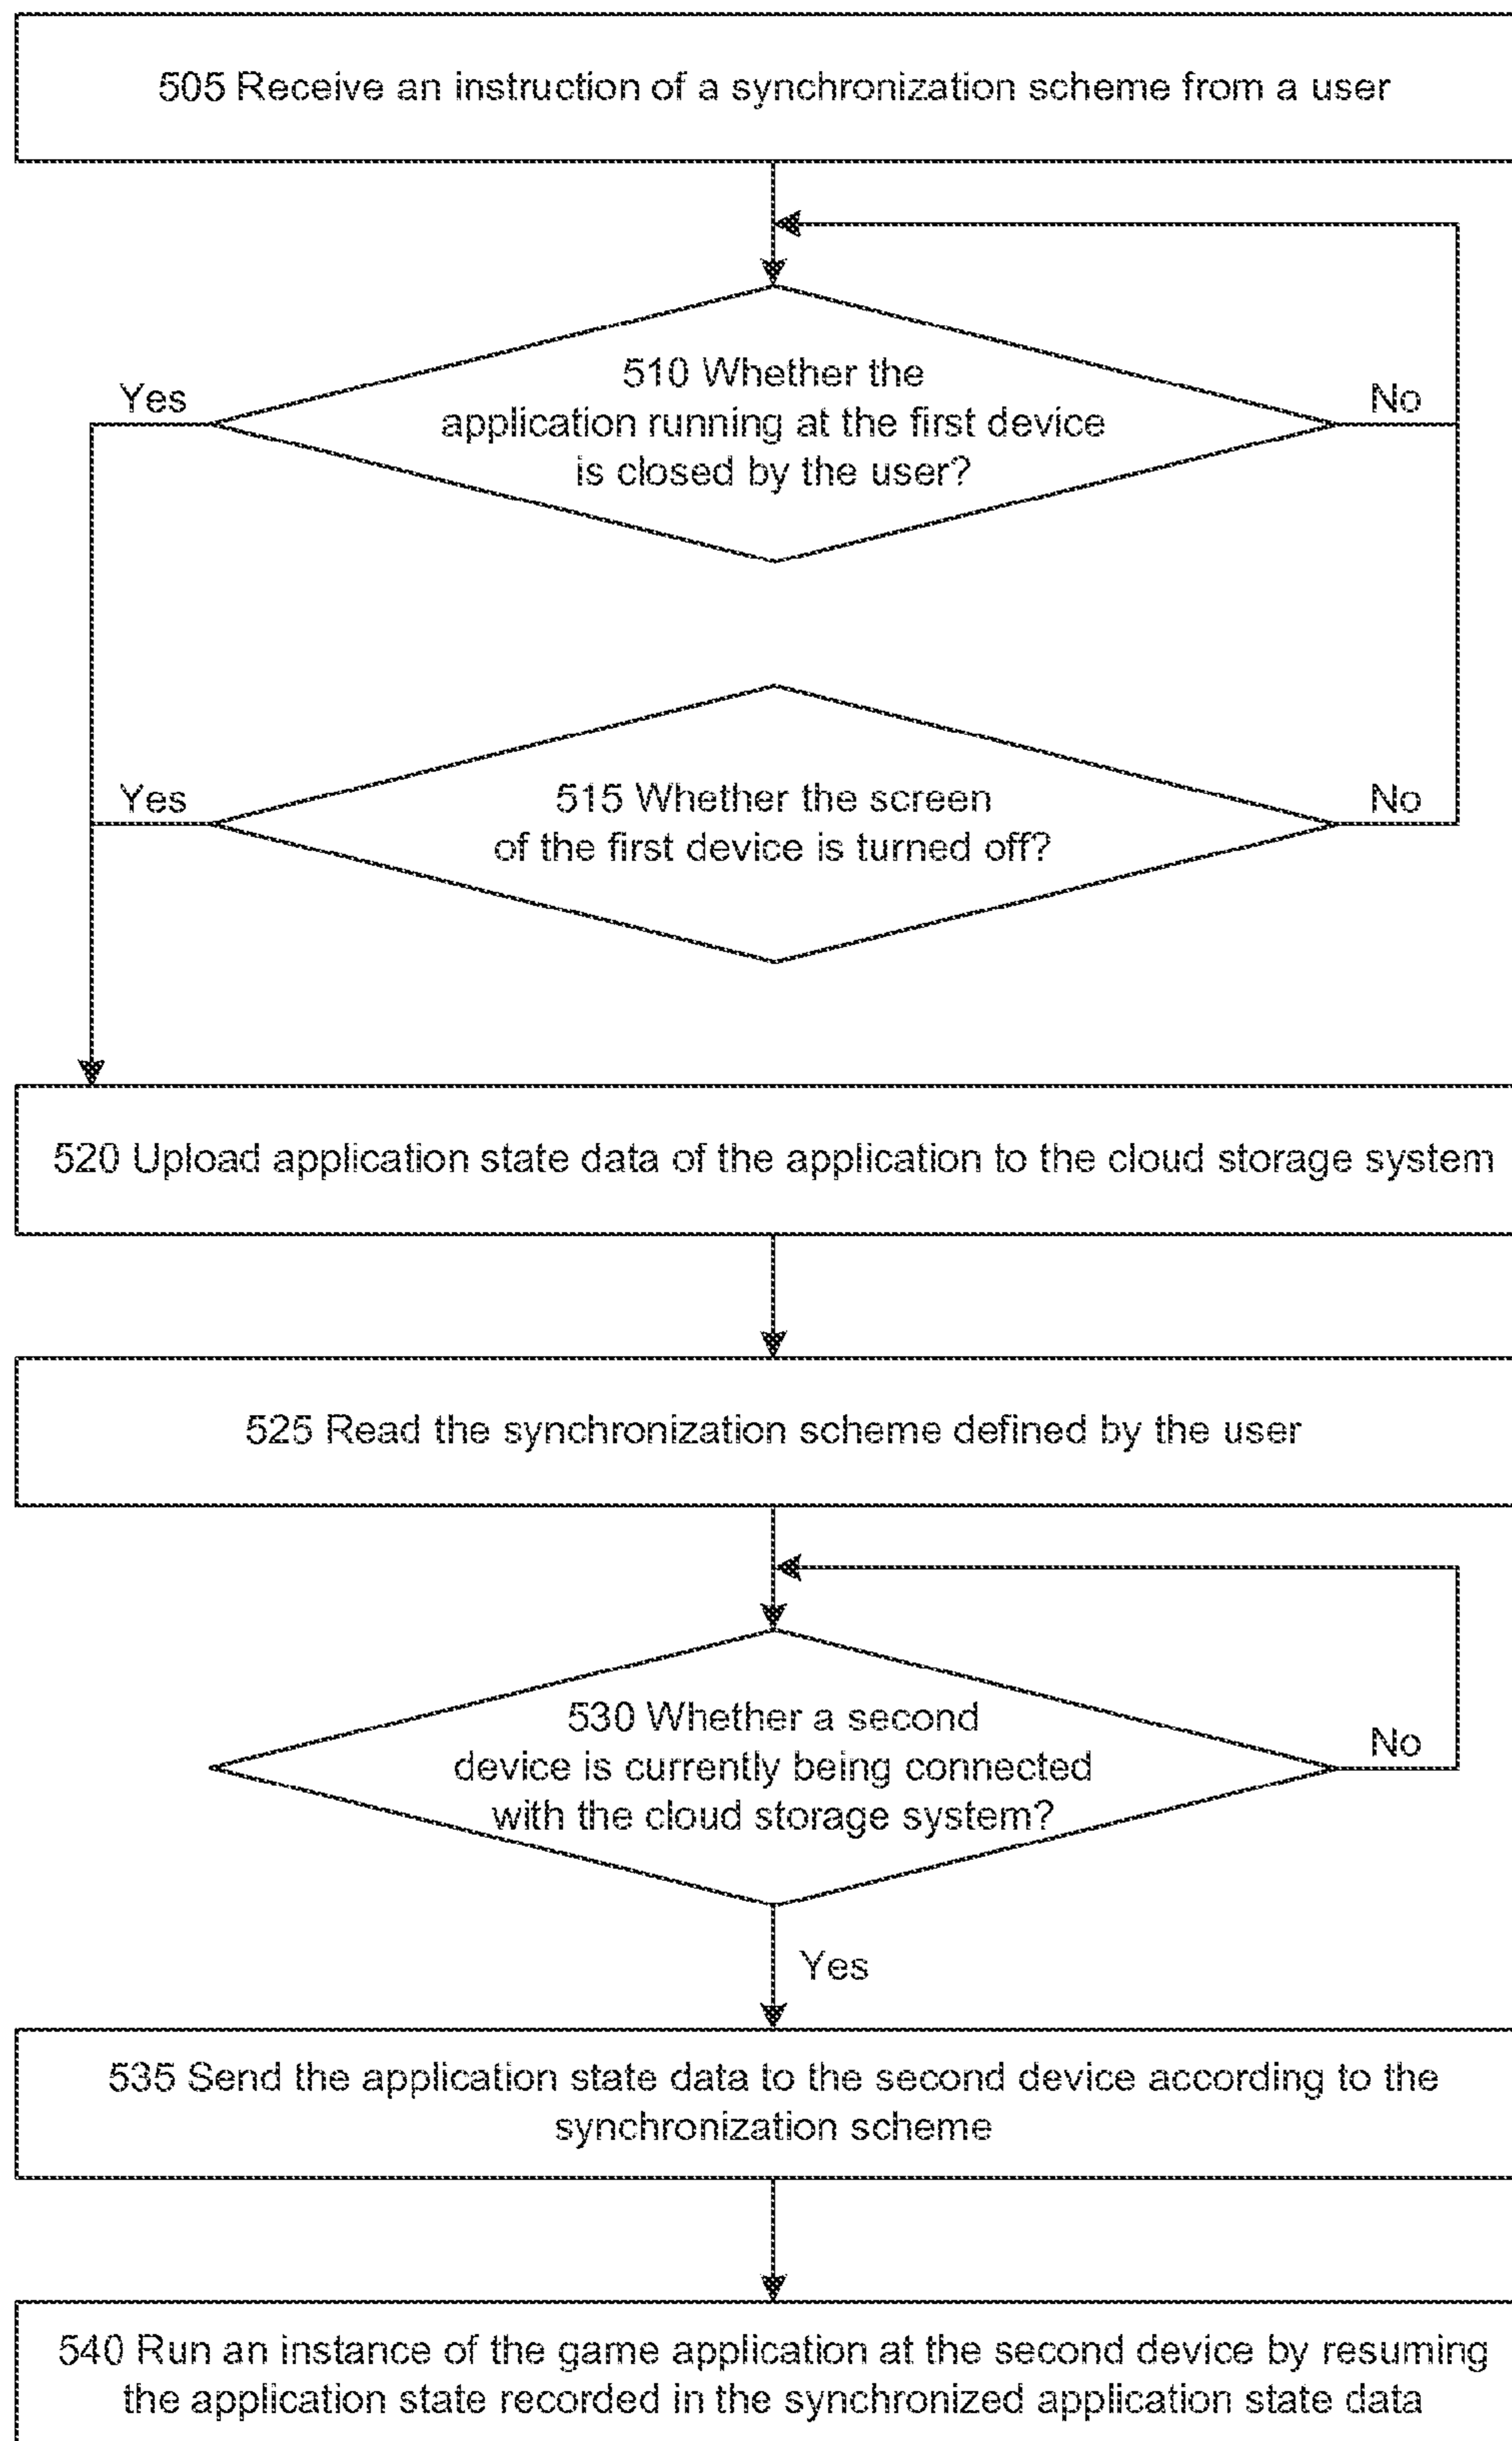 505 Receive an instruction of a synchronization scheme from a user
510 Whether the
application running at the first device
is closed by the user?
Yes
No
515 Whether the screen
of the first device is turned off?
Yes
No
520 Upload application state data of the application to the cloud storage system
525 Read the synchronization scheme defined by the user
530 Whether a second
device is currently being connected
with the cloud storage system?
No
Yes
535 Send the application state data to the second device according to the
synchronization scheme
540 Run an instance of the game application at the second device by resuming
the application state recorded in the synchronized application state data